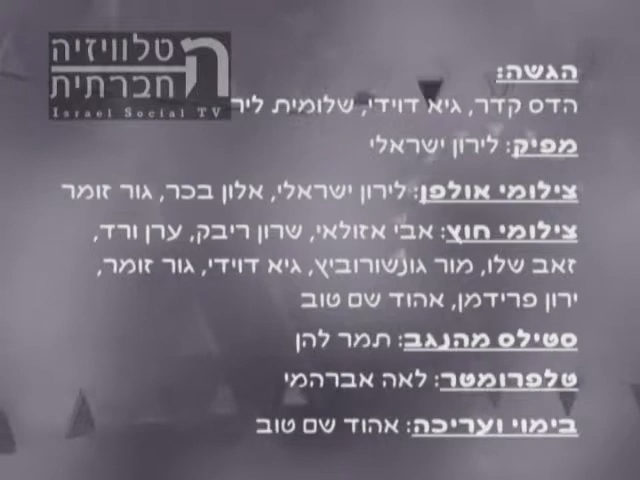 הטלוויזיה
חברתית
Israel Social TV
הגשה:
הדס קדר, גיא דוידי, שלומית ליר
מפיק: לירון ישראלי
צילומי אולפן: לירון ישראלי, אלון בכר, גור זומר
צילומי חוץ: אבי אזולאי, שרון ריבק, ערן ורד,
זאב שלו, מור גונשורוביץ, גיא דוידי, גור זומר,
ירון פרידמן, אהוד שם טוב
סטילס מהנגב: תמר להן
טלפרומטר: לאה אברהמי
בימוי ועריכה: אהוד שם טוב